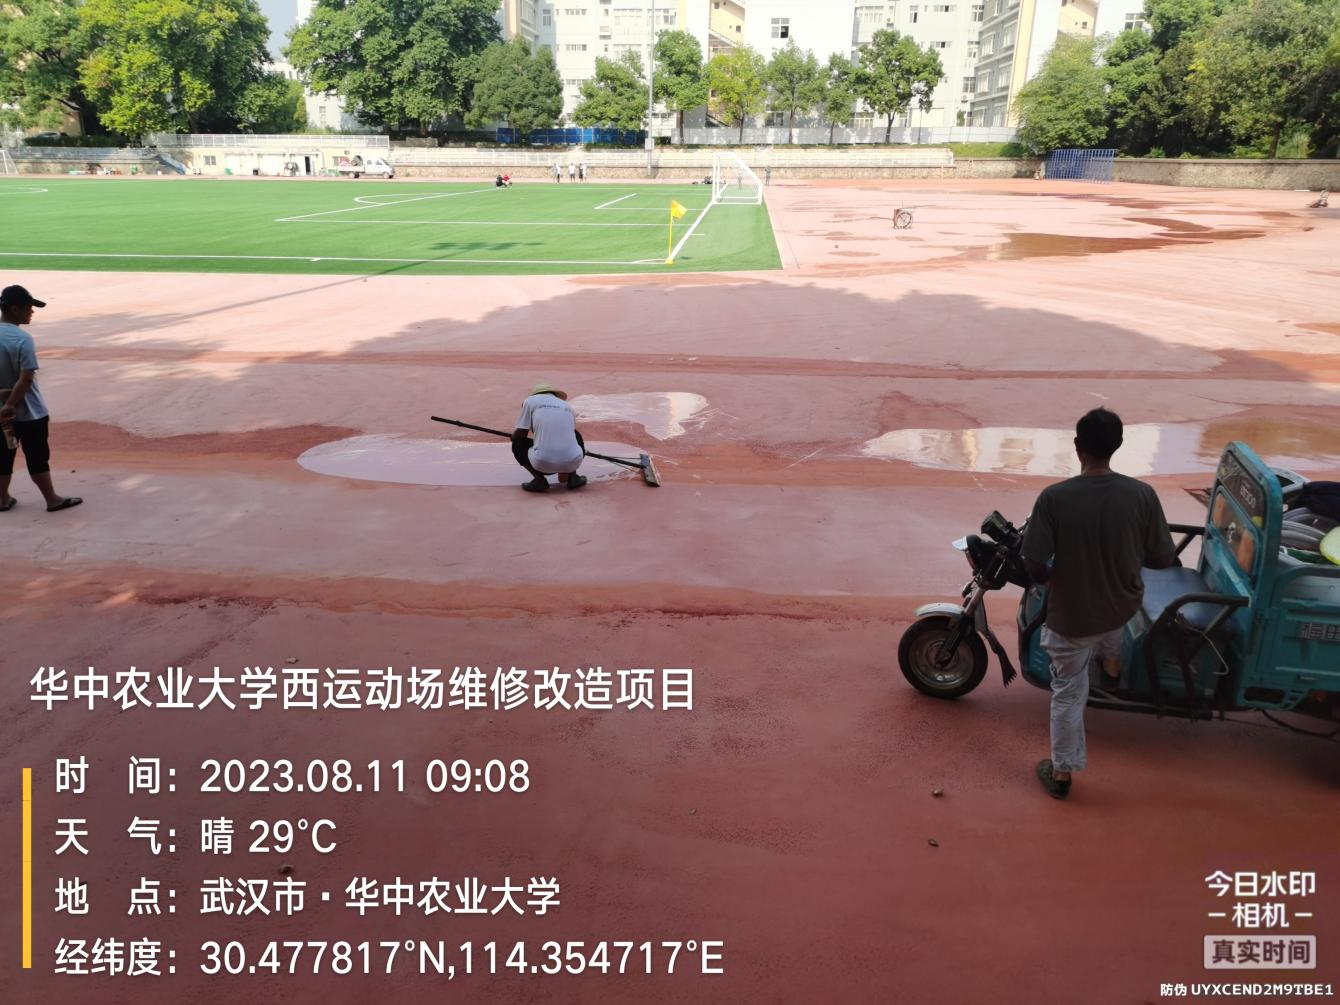 华中农业大学西运动场维修改造项目
时 间：2023.08.11 09:08
天 气：晴 29°C
地 点：武汉市·华中农业大学
经纬度：30.477817°N,114.354717°E
今日水印
-相机-
真实时间
防伪 UYXCEND2M9TBE1